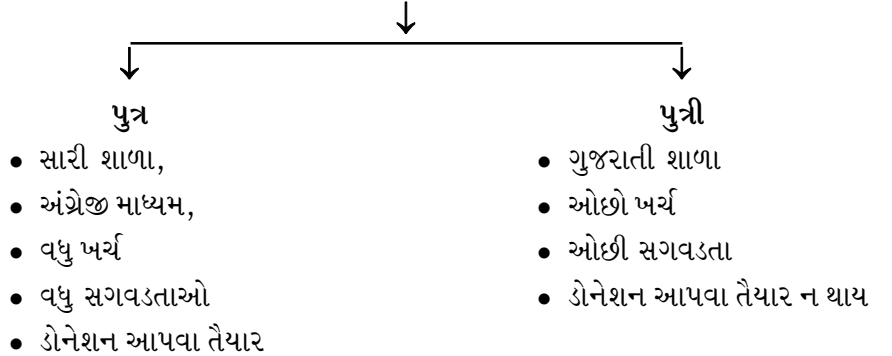 પુત્ર
• સારી શાળા,
• અંગ્રેજી માધ્યમ,
• વધુ ખર્ચ
• વધુ સગવડતાઓ
• ડોનેશન આપવા તૈયાર
પુત્રી
• ગુજરાતી શાળા
• ઓછો ખર્ચ
• ઓછી સગવડતા
• ડોનેશન આપવા તૈયાર ન થાય